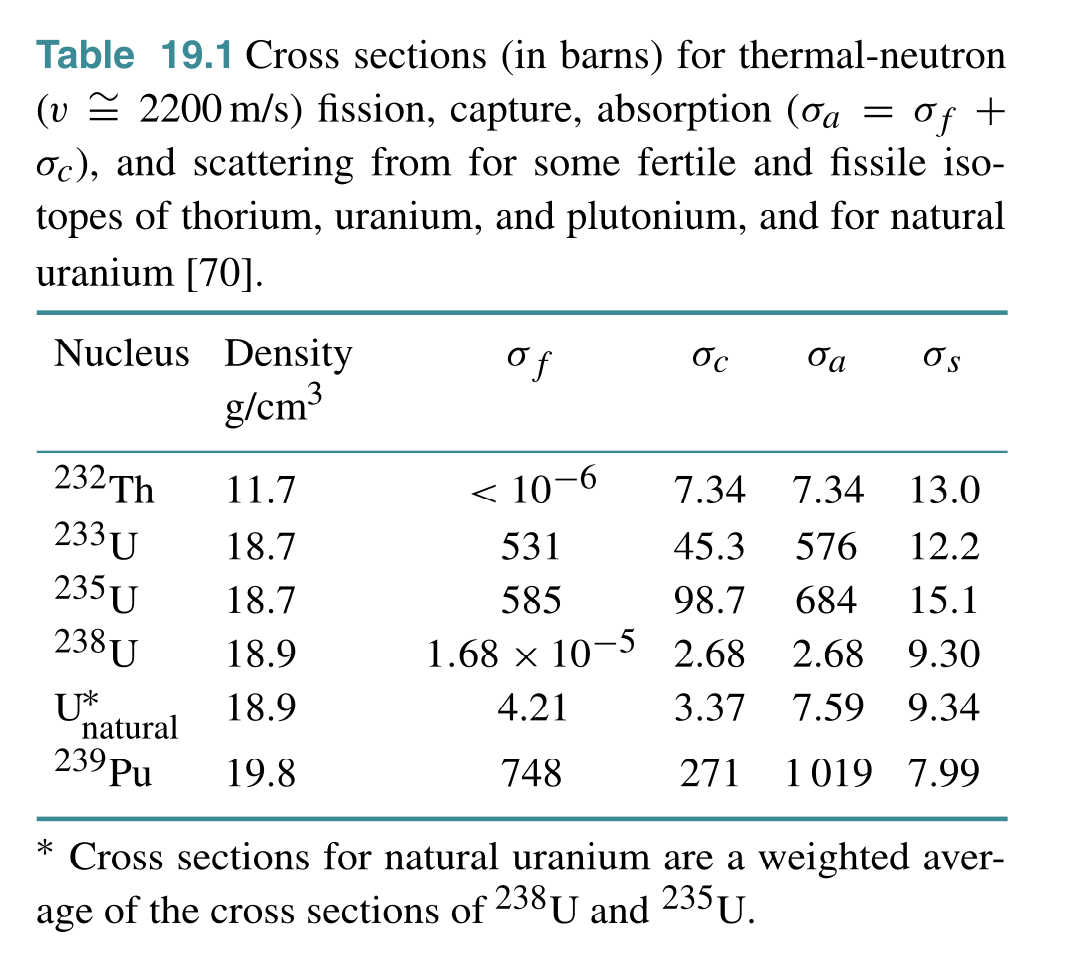 Table 19.1 Cross sections (in barns) for thermal-neutron
(v ≅ 2200 m/s) fission, capture, absorption (σa = σf +
σc), and scattering from for some fertile and fissile iso-
topes of thorium, uranium, and plutonium, and for natural
uranium [70].
Nucleus Density σf σc σa σs
g/cm³
²³²Th 11.7 < 10⁻⁶ 7.34 7.34 13.0
²³³U 18.7 531 45.3 576 12.2
²³⁵U 18.7 585 98.7 684 15.1
²³⁸U 18.9 1.68 × 10⁻⁵ 2.68 2.68 9.30
U*natural 18.9 4.21 3.37 7.59 9.34
²³⁹Pu 19.8 748 271 1 019 7.99
* Cross sections for natural uranium are a weighted aver-
age of the cross sections of ²³⁸U and ²³⁵U.